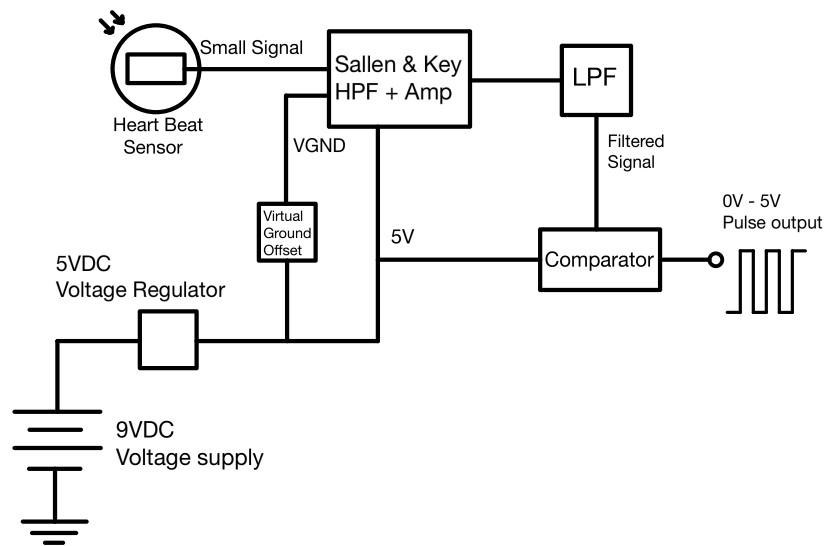 Small Signal
Heart Beat
Sensor
Sallen & Key
HPF + Amp
LPF
VGND
Filtered
Signal
Virtual
Ground
Offset
5V
0V - 5V
Pulse output
Comparator
5VDC
Voltage Regulator
9VDC
Voltage supply